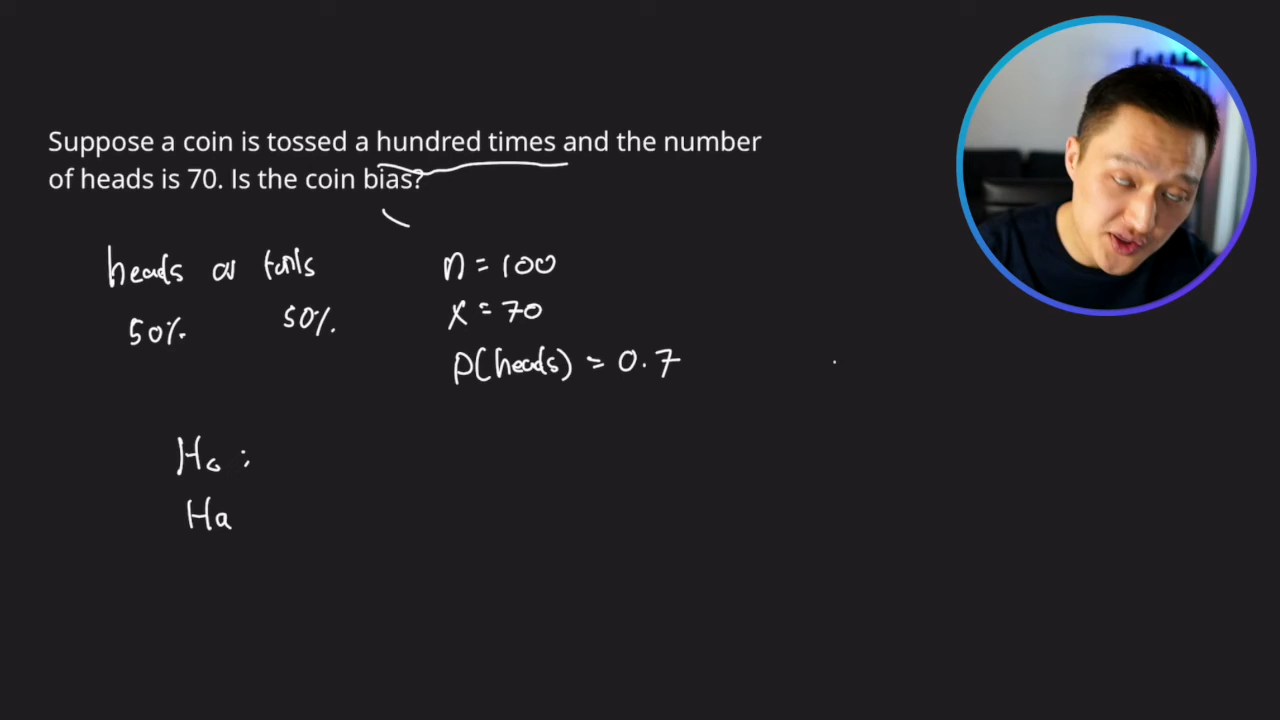 Suppose a coin is tossed a hundred times and the number
of heads is 70. Is the coin bias?
heads or tails
50% 50%.
n = 100
x = 70
P(heads) = 0.7
Ho :
Ha